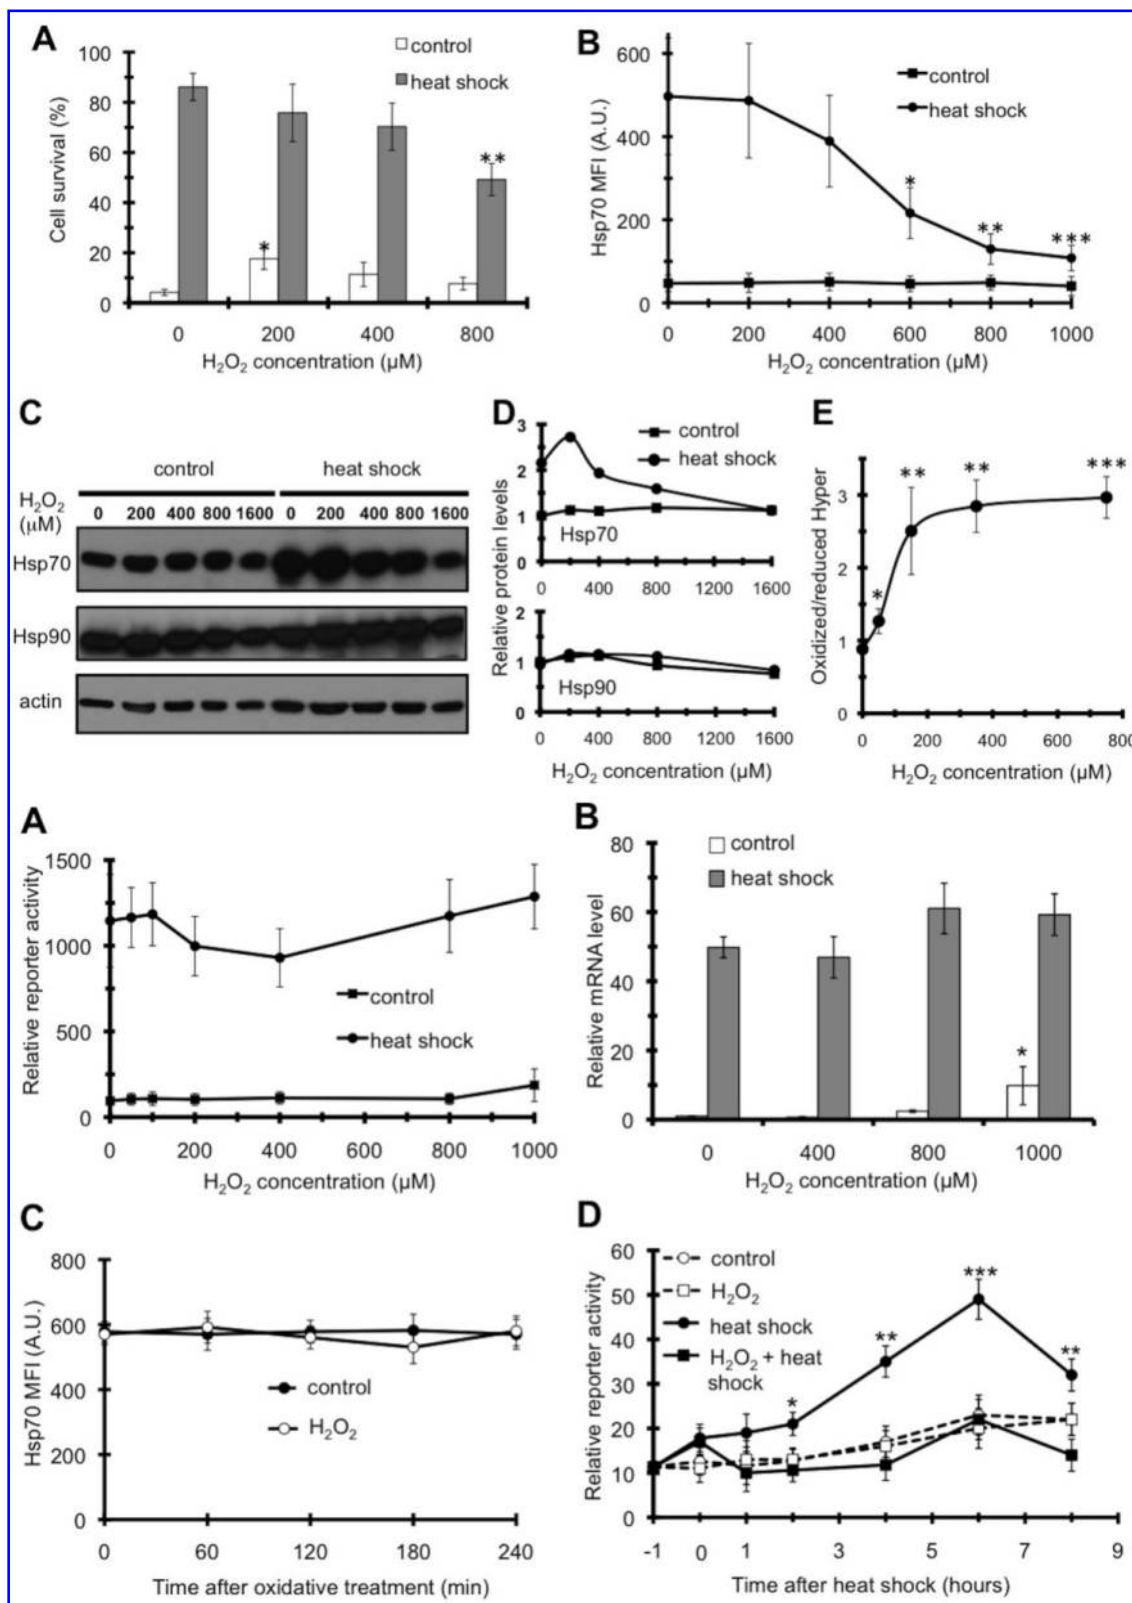 A
control
heat shock
Cell survival (%)
100
80
60
40
20
0
*
**
0 200 400 800
H₂O₂ concentration (µM)
B
control
heat shock
Hsp70 MFI (A.U.)
600
400
200
0
*
**
***
0 200 400 600 800 1000
H₂O₂ concentration (µM)
C
control heat shock
H₂O₂
(µM)
0 200 400 800 1600 0 200 400 800 1600
Hsp70
Hsp90
actin
D
control
heat shock
Relative protein levels
3
2
1
0
Hsp70
0 400 800 1200 1600
2
1
0
Hsp90
0 400 800 1200 1600
H₂O₂ concentration (µM)
E
Oxidized/reduced Hyper
3
2
1
0
*
**
**
***
0 200 400 600 800
H₂O₂ concentration (µM)
A
Relative reporter activity
1500
1000
500
0
control
heat shock
0 200 400 600 800 1000
H₂O₂ concentration (µM)
B
control
heat shock
Relative mRNA level
80
60
40
20
0
*
0 400 800 1000
H₂O₂ concentration (µM)
C
Hsp70 MFI (A.U.)
800
600
400
200
0
control
H₂O₂
0 60 120 180 240
Time after oxidative treatment (min)
D
control
H₂O₂
heat shock
H₂O₂ + heat
shock
Relative reporter activity
60
50
40
30
20
10
0
*
**
***
**
-1 0 1 3 5 7 9
Time after heat shock (hours)